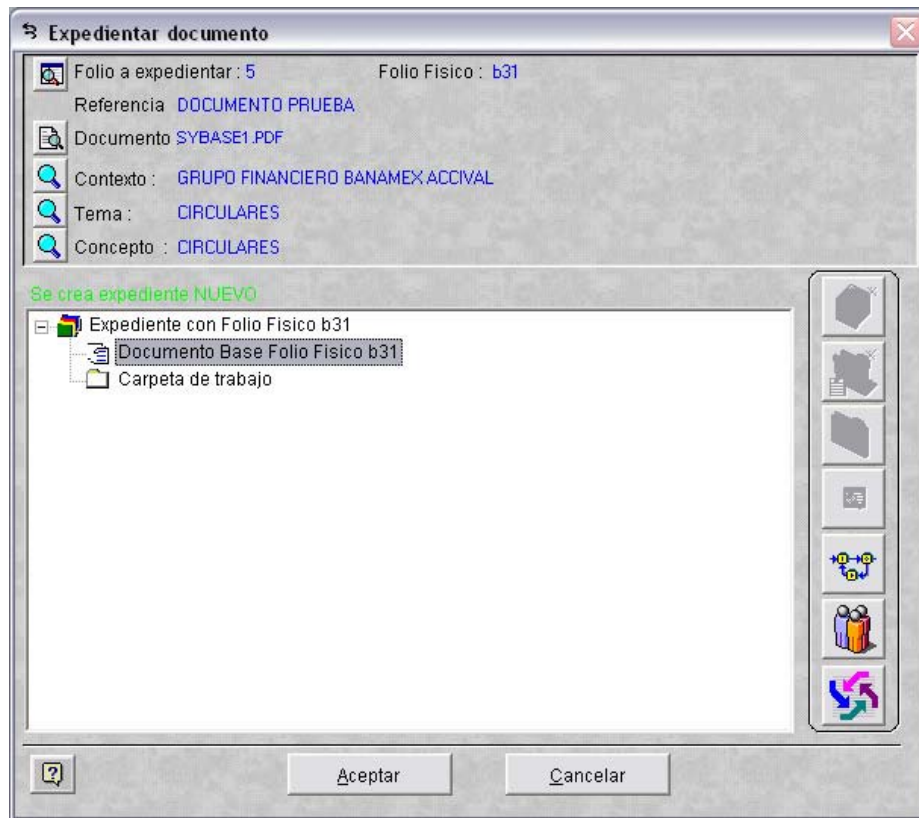 Expedientar documento
Folio a expedientar : 5 Folio Fisico : b31
Referencia DOCUMENTO PRUEBA
Documento SYBASE1.PDF
Contexto : GRUPO FINANCIERO BANAMEX ACCIVAL
Tema : CIRCULARES
Concepto : CIRCULARES
Se crea expediente NUEVO
Expediente con Folio Fisico b31
Documento Base Folio Fisico b31
Carpeta de trabajo
Aceptar Cancelar